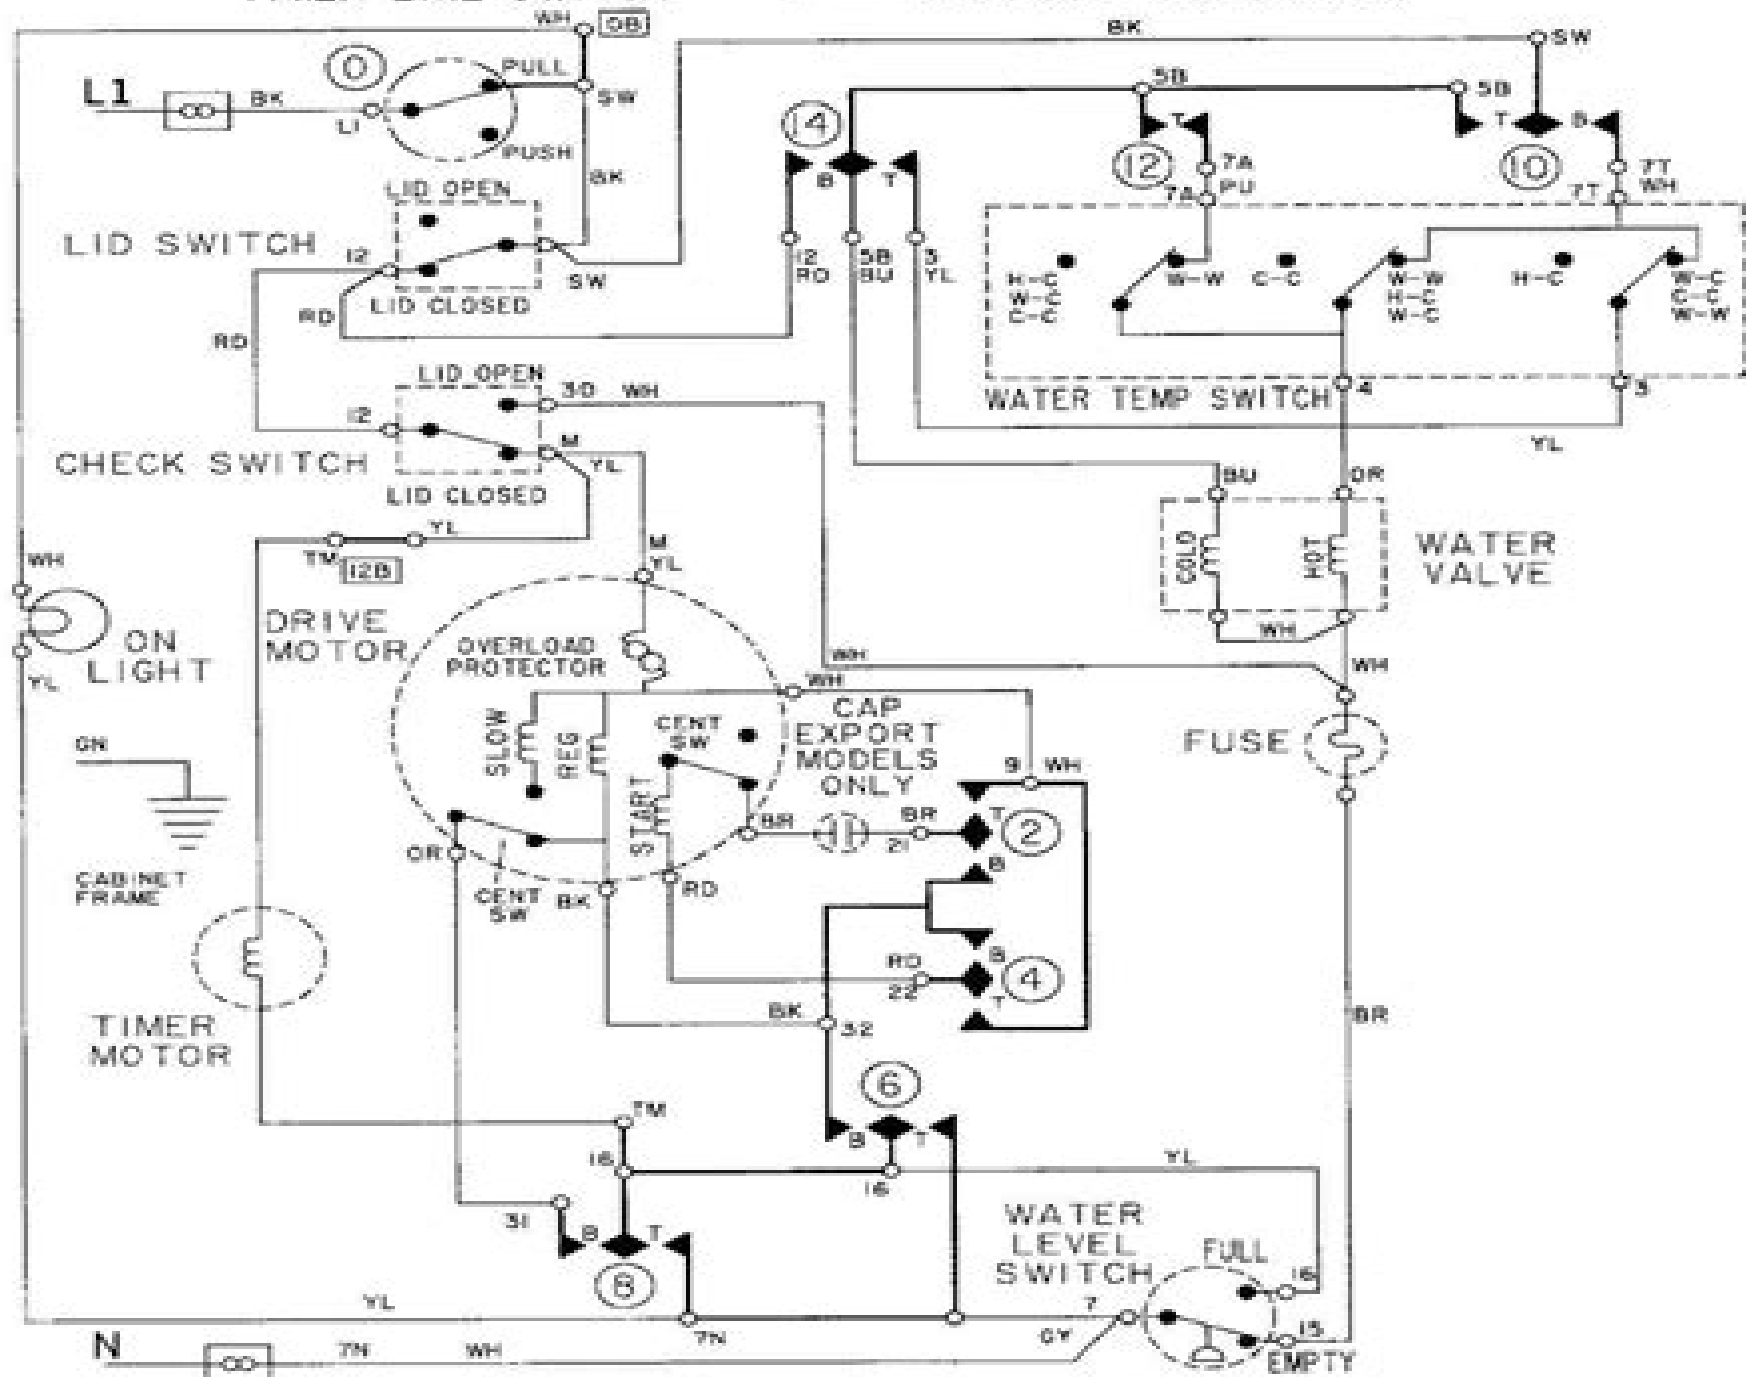 WH OB
BK
SW
0
PULL
5B
5B
L1
BK
SW
14
T
T B
L1
PUSH
12
7A
10
7T
BK
B T
PU
WH
LID OPEN
7A
7T
LID SWITCH
12
12
5B
3
SW
RD
BU
YL
H-C
W-C
C-C
W-W
C-C
W-W
H-C
W-C
H-C
W-C
C-C
W-W
LID CLOSED
RD
RD
LID OPEN
30 WH
WATER TEMP SWITCH
4
3
12
M
YL
YL
CHECK SWITCH
LID CLOSED
BU
OR
YL
TM 12B
M
YL
COLD
HOT
WATER
VALVE
WH
DRIVE
MOTOR
OVERLOAD
PROTECTOR
WH
ON
LIGHT
YL
WH
WH
WH
CAP
EXPORT
MODELS
ONLY
SLOW
REG
CENT
SW
GN
FUSE
9 WH
START
BR
BR
21
T
2
B
OR
CABINET
FRAME
CENT
SW
BK
RD
RD
22
B
4
T
BK
32
TIMER
MOTOR
BR
6
TM
B T
16
16
YL
31
B T
8
WATER
LEVEL
SWITCH
FULL
16
YL
7
7N
GY
15
EMPTY
N
7N
WH